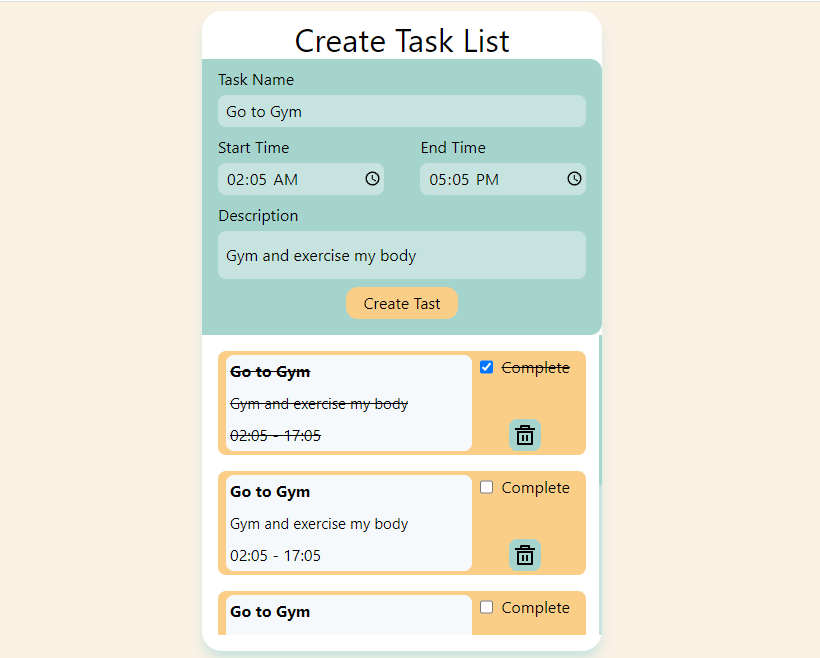 Create Task List
Task Name
Go to Gym
Start Time End Time
02:05 AM 05:05 PM
Description
Gym and exercise my body
Create Tast
Go to Gym Complete
Gym and exercise my body
02:05 - 17:05
Go to Gym Complete
Gym and exercise my body
02:05 - 17:05
Go to Gym Complete